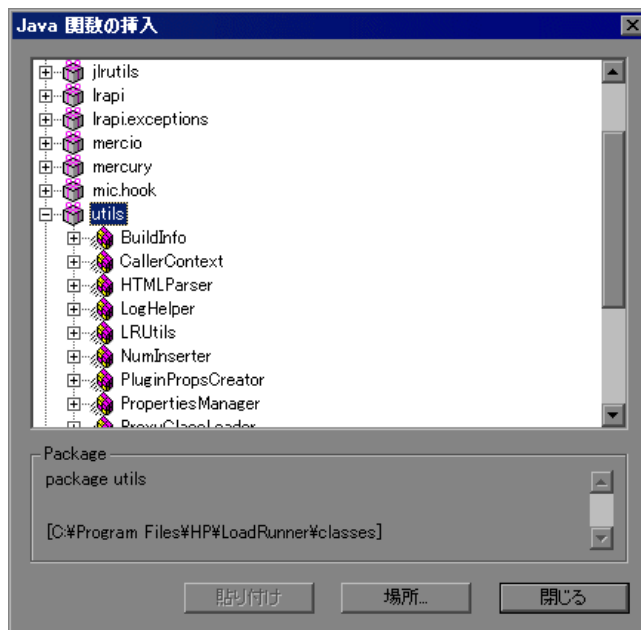 Java 関数の挿入
jlrutils
lrapi
lrapi.exceptions
mercio
mercury
mic.hook
utils
BuildInfo
CallerContext
HTMLParser
LogHelper
LRUtils
NumInserter
PluginPropsCreator
PropertiesManager
ProxyClassLoader
Package
package utils
[C:¥Program Files¥HP¥LoadRunner¥classes]
貼り付け
場所...
閉じる